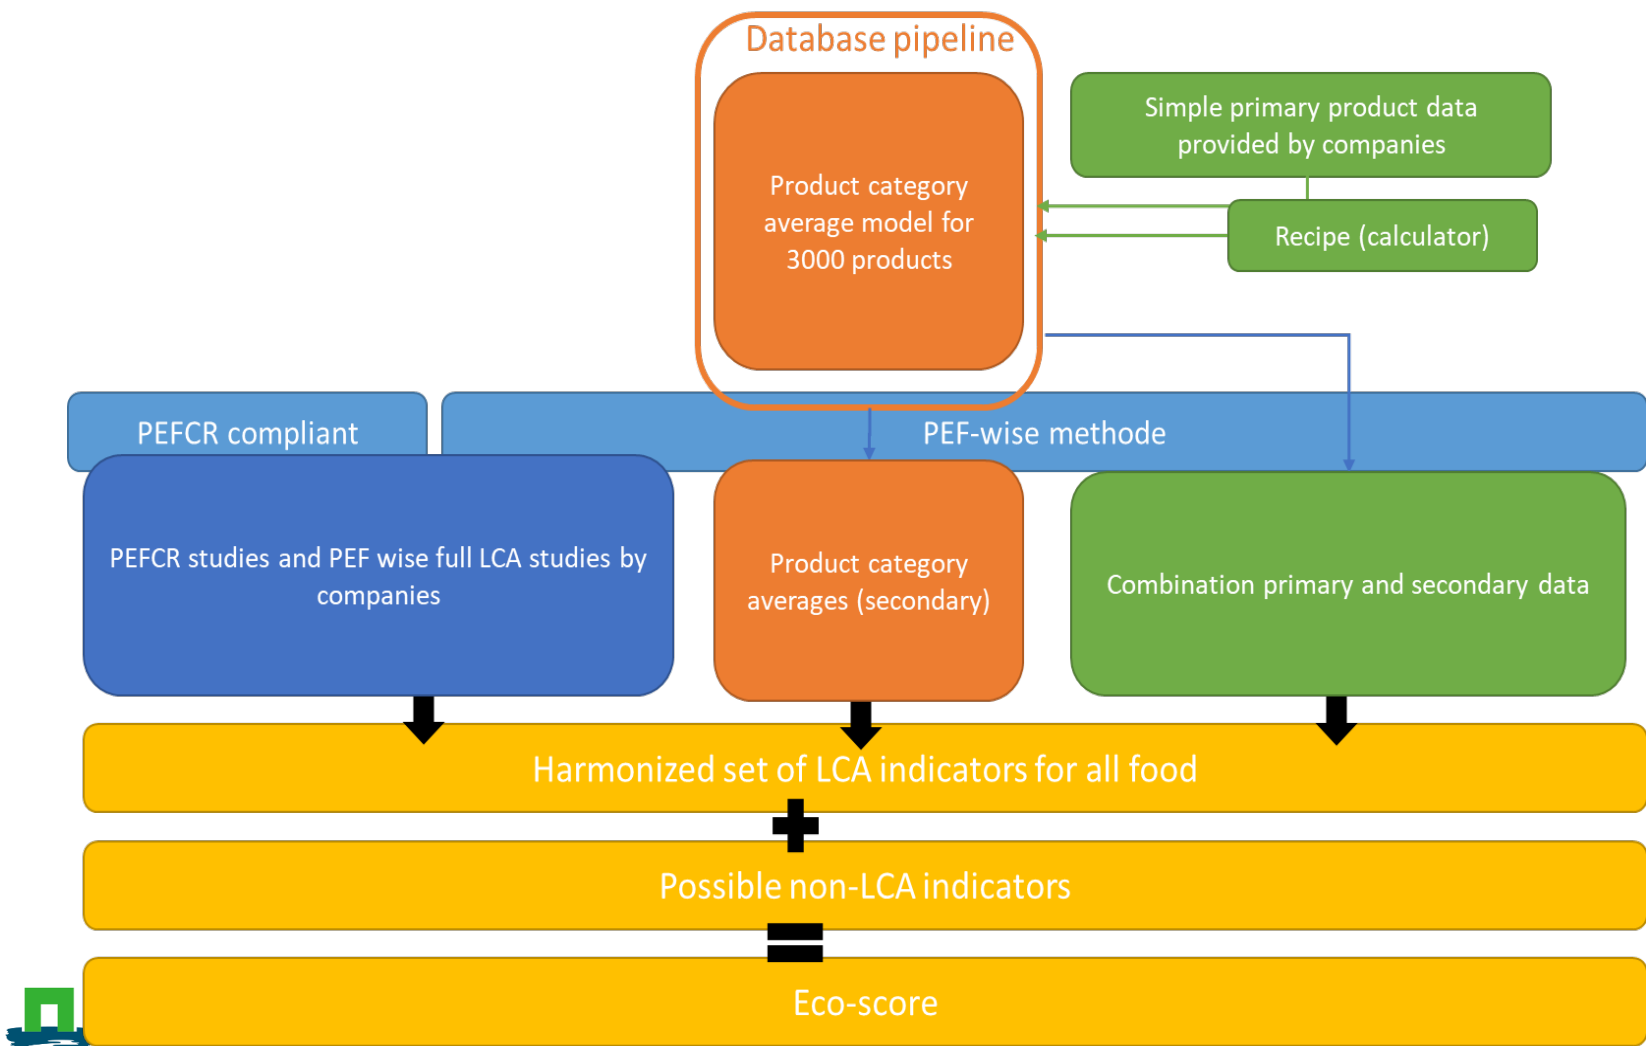 Database pipeline
Product category
average model for
3000 products
Simple primary product data
provided by companies
Recipe (calculator)
PEFCR compliant
PEF-wise methode
PEFCR studies and PEF wise full LCA studies by
companies
Product category
averages (secondary)
Combination primary and secondary data
Harmonized set of LCA indicators for all food
+
Possible non-LCA indicators
=
Eco-score